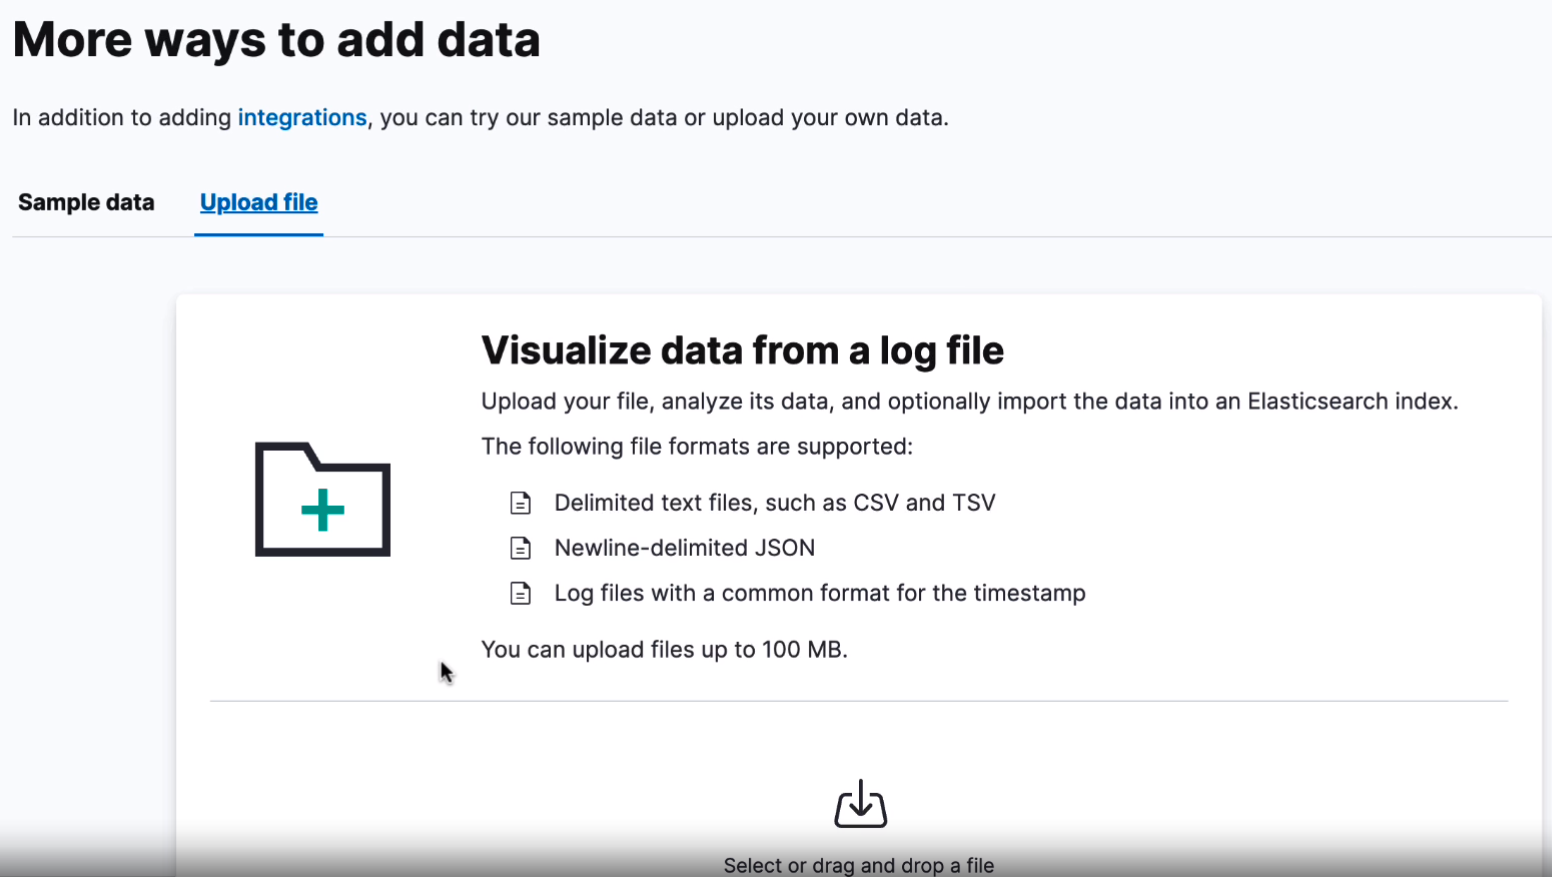 More ways to add data
In addition to adding integrations, you can try our sample data or upload your own data.
Sample data
Upload file
Visualize data from a log file
Upload your file, analyze its data, and optionally import the data into an Elasticsearch index.
The following file formats are supported:
Delimited text files, such as CSV and TSV
Newline-delimited JSON
Log files with a common format for the timestamp
You can upload files up to 100 MB.
Select or drag and drop a file